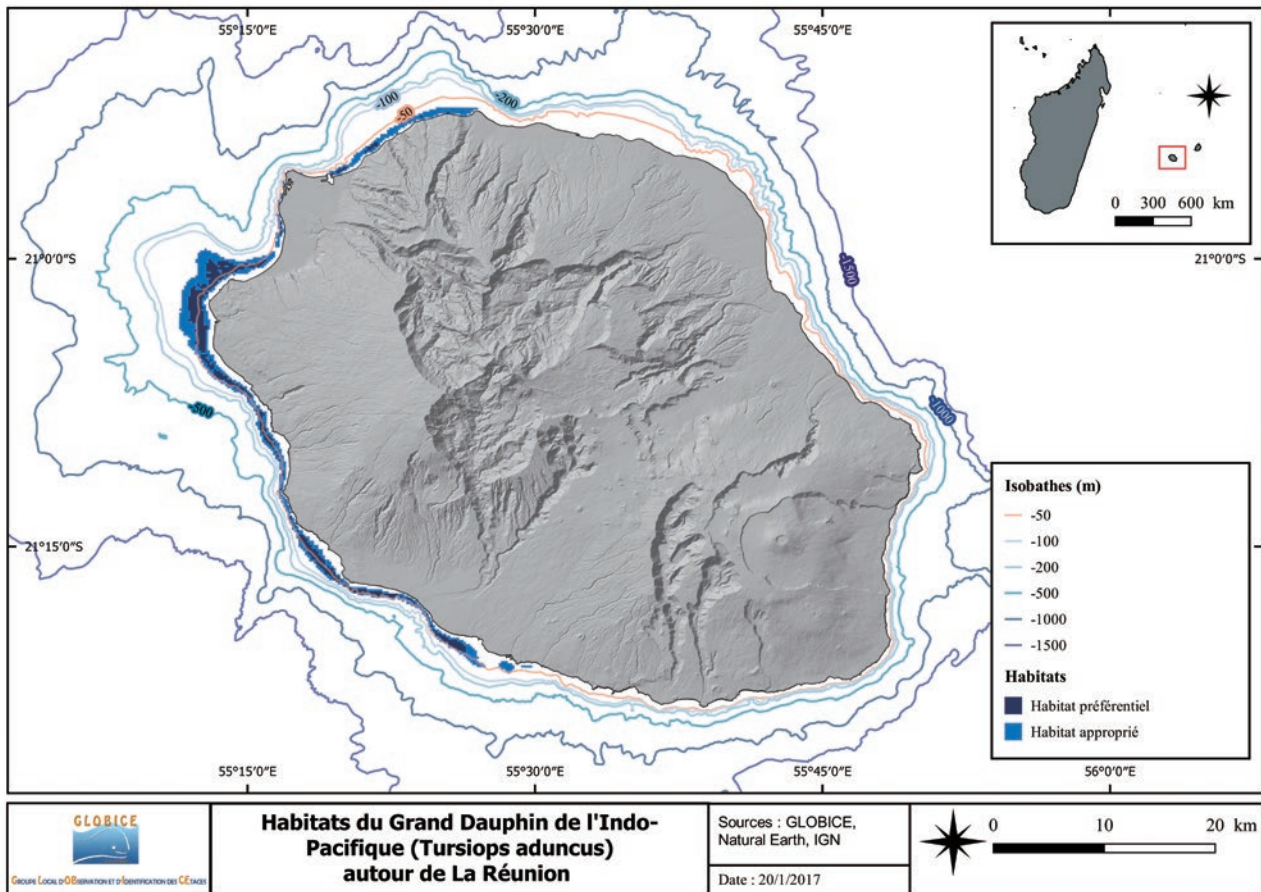 55°15'0"E
55°30'0"E
55°45'0"E
-100
-200
-50
0 300 600 km
21°0'0"S
21°0'0"S
-1500
-500
-1000
Isobathes (m)
-50
-100
-200
-500
-1000
-1500
Habitats
Habitat préférentiel
Habitat approprié
21°15'0"S
55°15'0"E
55°30'0"E
55°45'0"E
56°0'0"E
GLOBICE
GROUPE LOCAL D'OBSERVATION ET D'IDENTIFICATION DES CETACES
Habitats du Grand Dauphin de l'Indo-
Pacifique (Tursiops aduncus)
autour de La Réunion
Sources : GLOBICE,
Natural Earth, IGN
Date : 20/1/2017
0 10 20 km